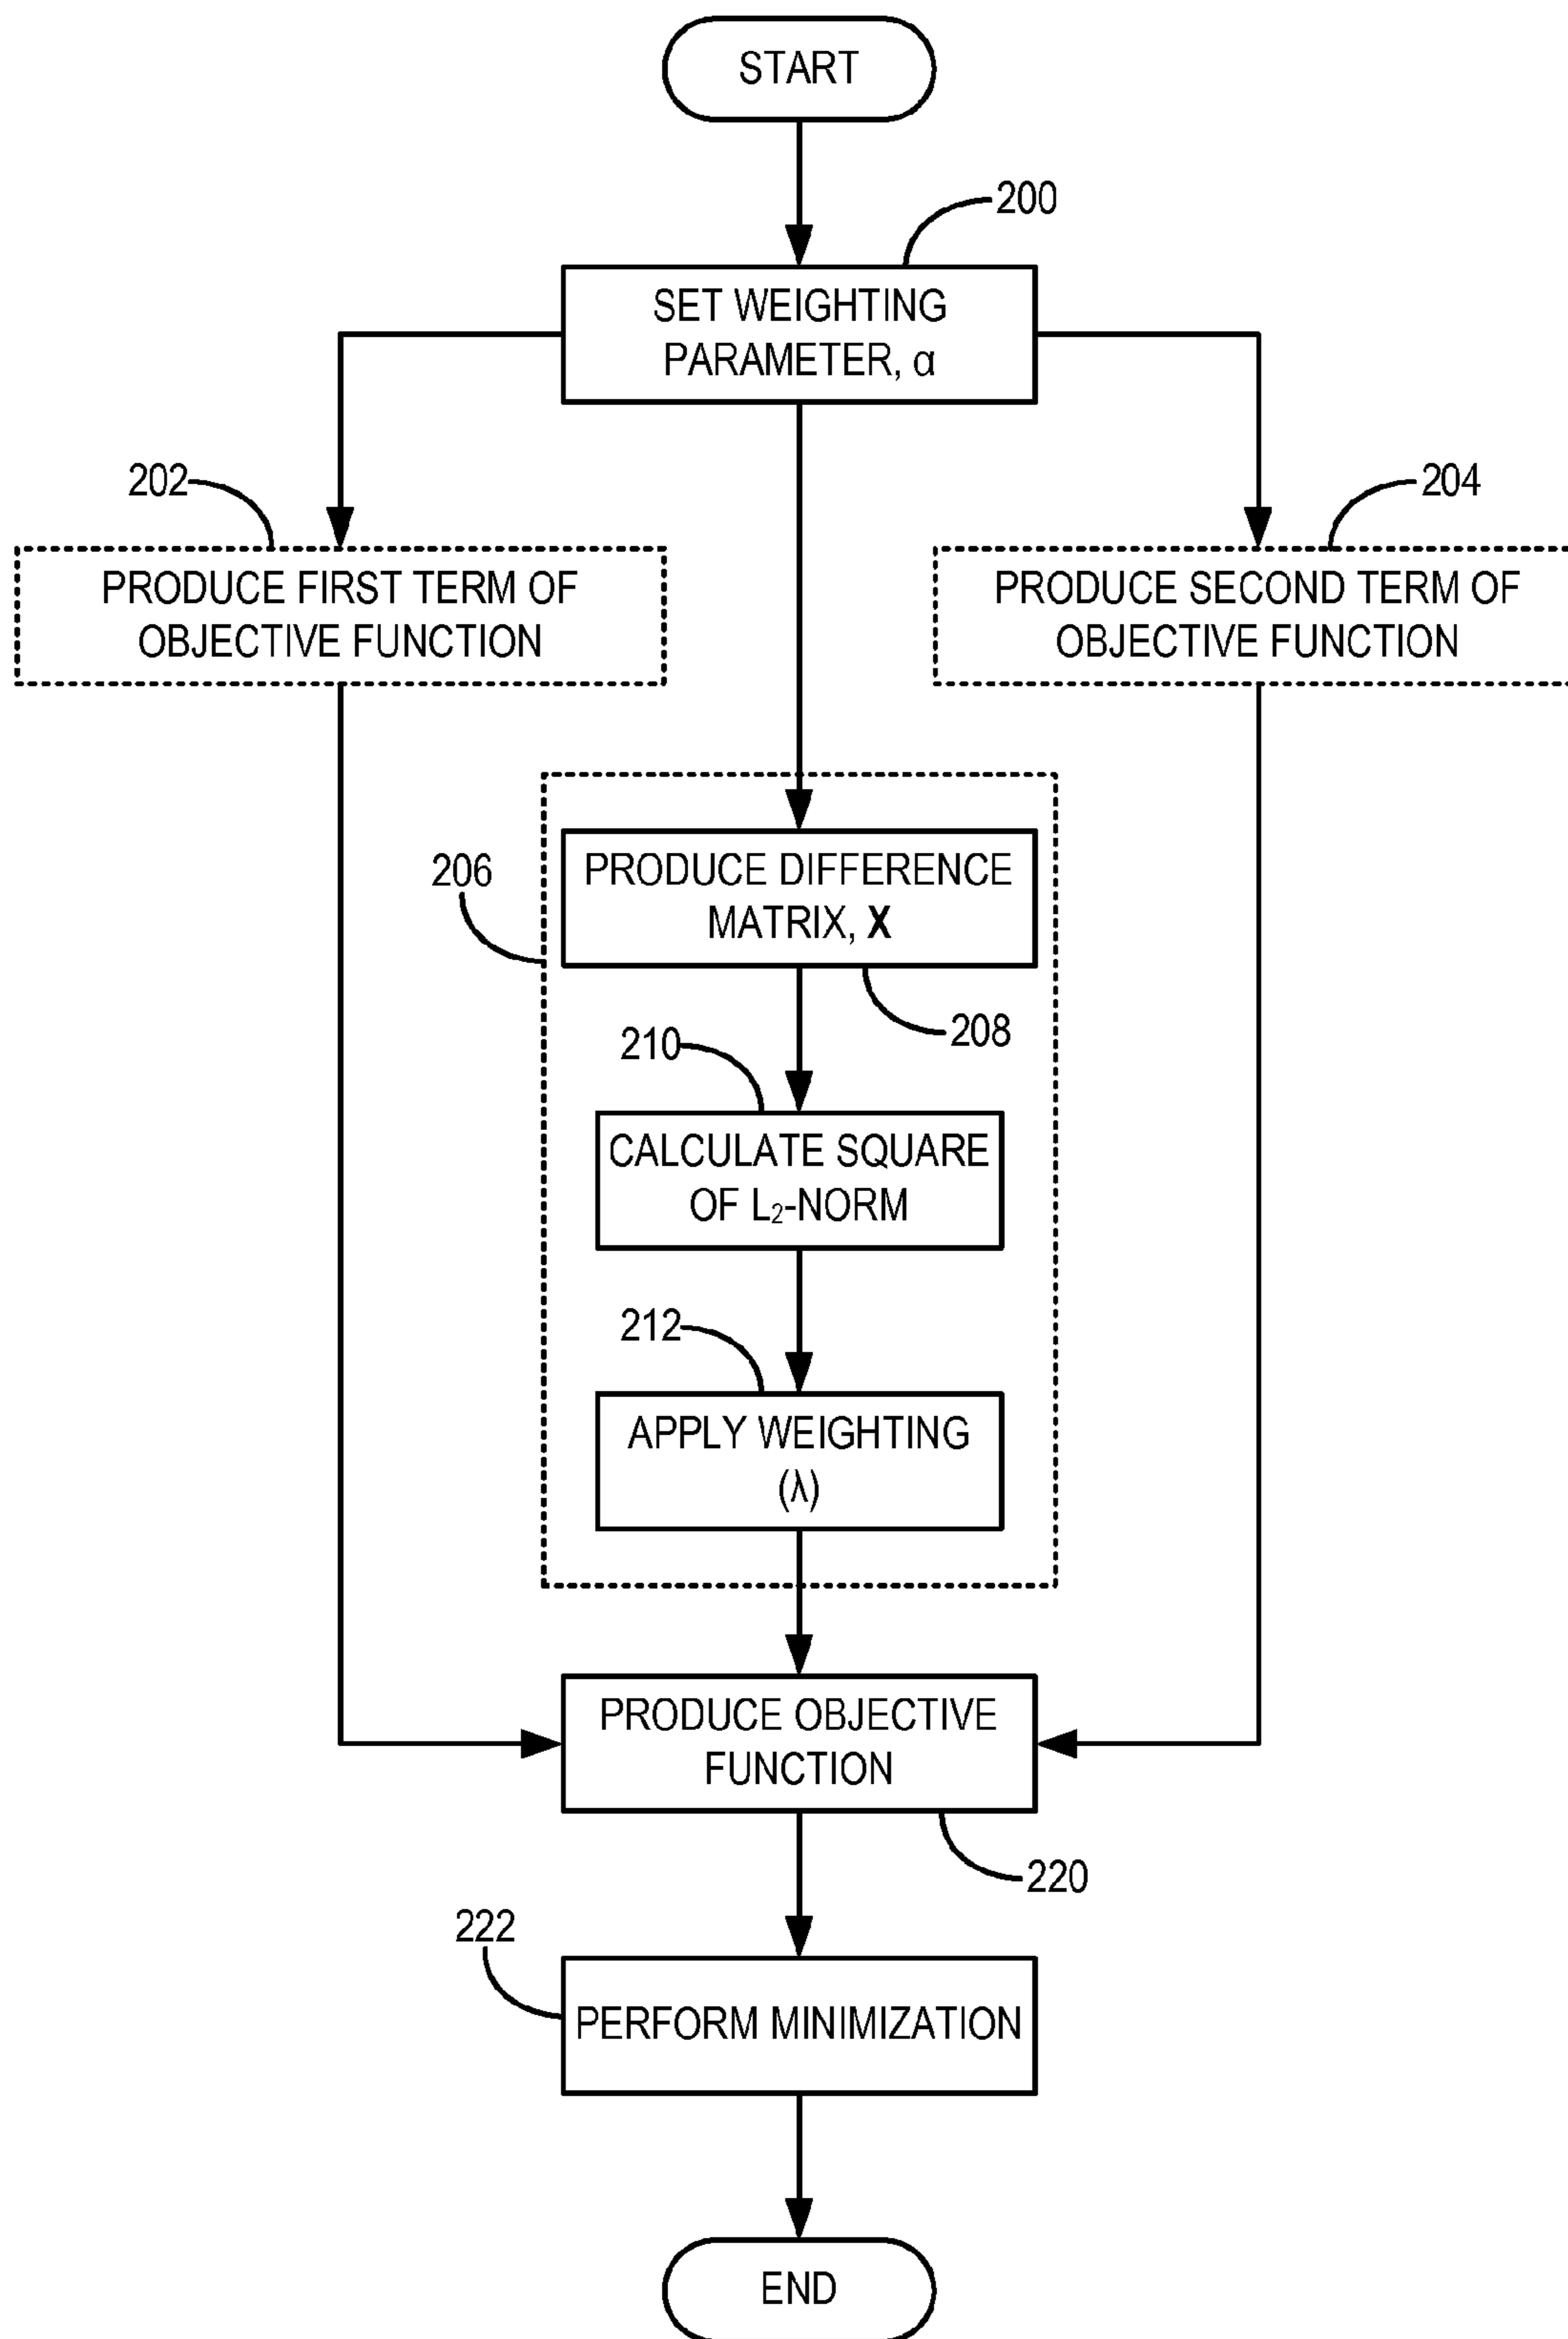 START
200
SET WEIGHTING
PARAMETER, α
202
204
PRODUCE FIRST TERM OF
OBJECTIVE FUNCTION
PRODUCE SECOND TERM OF
OBJECTIVE FUNCTION
206
PRODUCE DIFFERENCE
MATRIX, X
208
210
CALCULATE SQUARE
OF L₂-NORM
212
APPLY WEIGHTING
(λ)
PRODUCE OBJECTIVE
FUNCTION
220
222
PERFORM MINIMIZATION
END